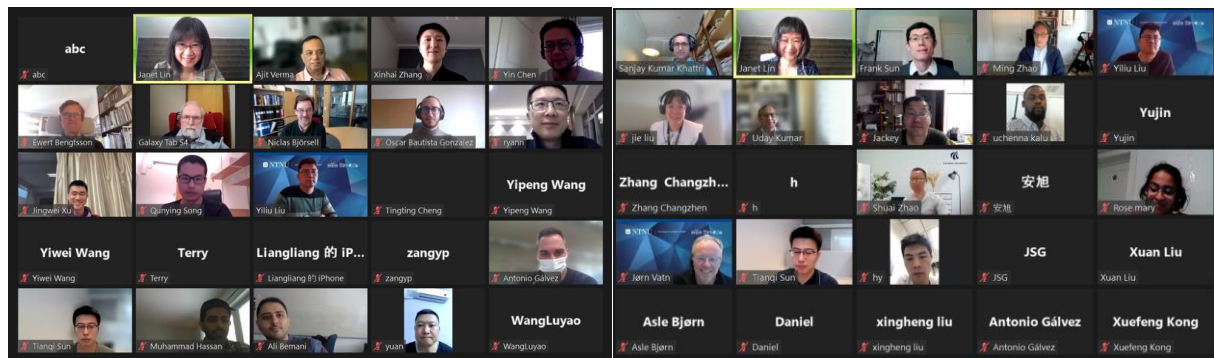 abc
abc
Janet Lin
Ajit Verma
Xinhai Zhang
Yin Chen
Ewert Bengtsson
Galaxy Tab S4
Niclas Björsell
Oscar Bautista Gonzalez
ryann
Jingwei Xu
Qunying Song
NTNU
Yiliu Liu
Tingting Cheng
Yipeng Wang
Yipeng Wang
Yiwei Wang
Yiwei Wang
Terry
Terry
Liangliang 的 iP...
Liangliang 的 iPhone
zangyp
zangyp
Antonio Gálvez
Tianqi Sun
Muhammad Hassan
Ali Bemani
yuan
WangLuyao
WangLuyao
Sanjay Kumar Khattri
Janet Lin
Frank Sun
Ming Zhao
NTNU
Yiliu Liu
jie liu
Uday Kumar
Jackey
uchenna kalu
Yujin
Yujin
Zhang Changzh...
Zhang Changzhen
h
h
Shuai Zhao
安旭
安旭
Rose mary
NTNU
Jørn Vatn
NTNU
Tianqi Sun
hy
JSG
JSG
Xuan Liu
Xuan Liu
Asle Bjørn
Asle Bjørn
Daniel
Daniel
xingheng liu
xingheng liu
Antonio Gálvez
Antonio Gálvez
Xuefeng Kong
Xuefeng Kong